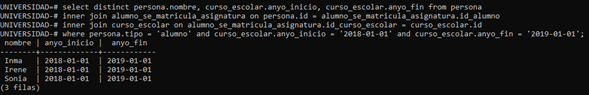 UNIVERSIDAD=# select distinct persona.nombre, curso_escolar.anyo_inicio, curso_escolar.anyo_fin from persona
UNIVERSIDAD-# inner join alumno_se_matricula_asignatura on persona.id = alumno_se_matricula_asignatura.id_alumno
UNIVERSIDAD-# inner join curso_escolar on alumno_se_matricula_asignatura.id_curso_escolar = curso_escolar.id
UNIVERSIDAD-# where persona.tipo = 'alumno' and curso_escolar.anyo_inicio = '2018-01-01' and curso_escolar.anyo_fin = '2019-01-01';
nombre | anyo_inicio | anyo_fin
--------+-------------+------------
Inma | 2018-01-01 | 2019-01-01
Irene | 2018-01-01 | 2019-01-01
Sonia | 2018-01-01 | 2019-01-01
(3 filas)